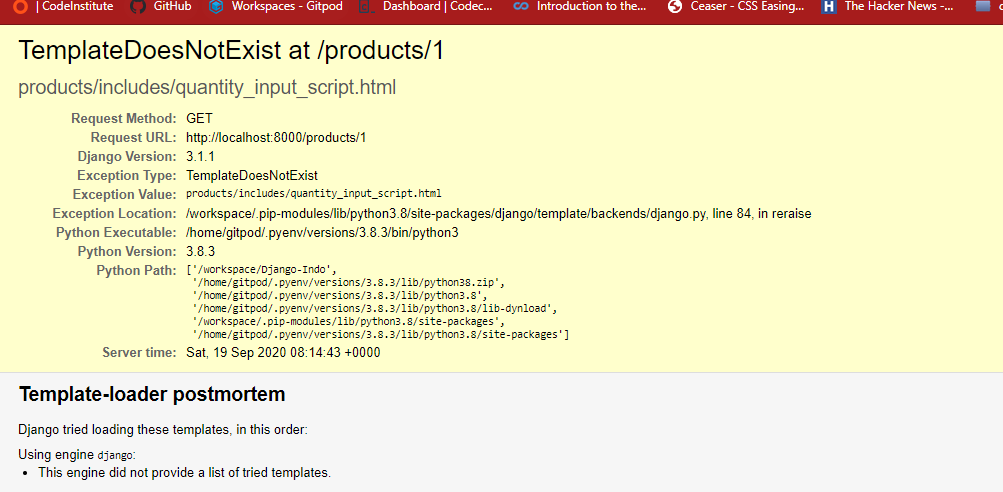 | CodeInstitute GitHub Workspaces - Gitpod Dashboard | Codec... Introduction to the... Ceaser - CSS Easing... The Hacker News -...
TemplateDoesNotExist at /products/1
products/includes/quantity_input_script.html
Request Method: GET
Request URL: http://localhost:8000/products/1
Django Version: 3.1.1
Exception Type: TemplateDoesNotExist
Exception Value: products/includes/quantity_input_script.html
Exception Location: /workspace/.pip-modules/lib/python3.8/site-packages/django/template/backends/django.py, line 84, in reraise
Python Executable: /home/gitpod/.pyenv/versions/3.8.3/bin/python3
Python Version: 3.8.3
Python Path: ['/workspace/Django-Indo',
'/home/gitpod/.pyenv/versions/3.8.3/lib/python38.zip',
'/home/gitpod/.pyenv/versions/3.8.3/lib/python3.8',
'/home/gitpod/.pyenv/versions/3.8.3/lib/python3.8/lib-dynload',
'/workspace/.pip-modules/lib/python3.8/site-packages',
'/home/gitpod/.pyenv/versions/3.8.3/lib/python3.8/site-packages']
Server time: Sat, 19 Sep 2020 08:14:43 +0000
Template-loader postmortem
Django tried loading these templates, in this order:
Using engine django:
• This engine did not provide a list of tried templates.